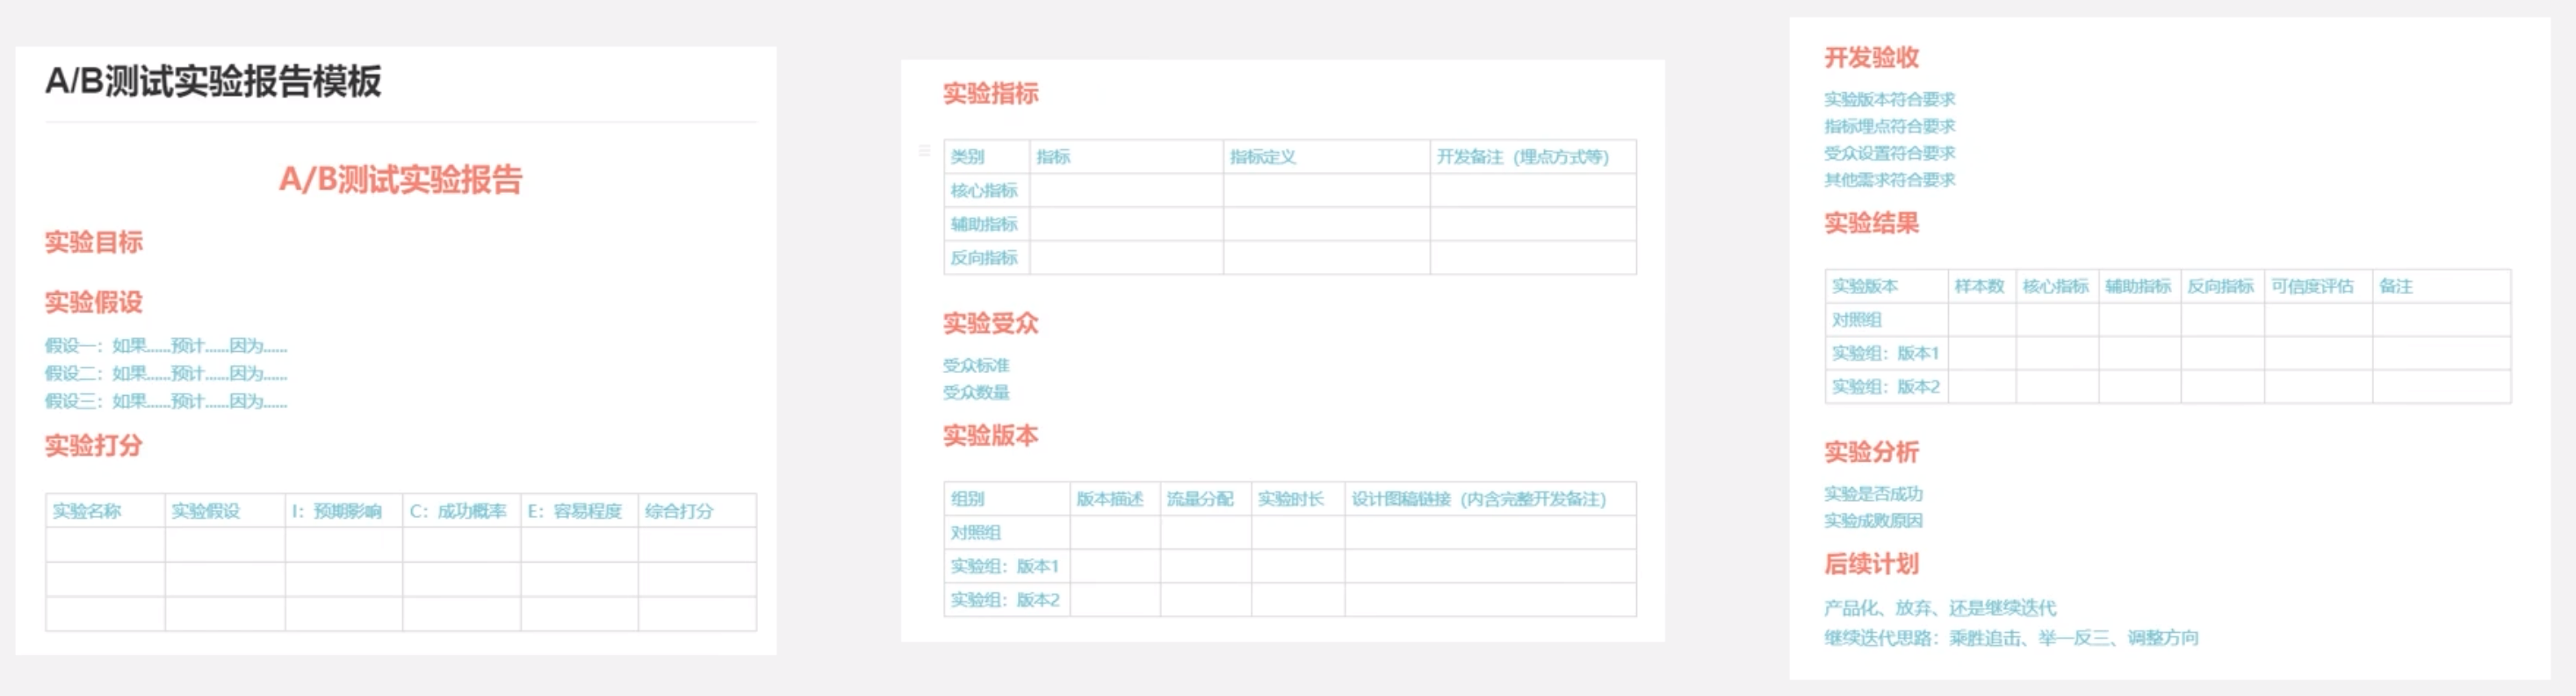 A/B测试实验报告模板
A/B测试实验报告
实验目标
实验假设
假设一：如果......预计......因为......
假设二：如果......预计......因为......
假设三：如果......预计......因为......
实验打分
实验名称 实验假设 I：预期影响 C：成功概率 E：容易程度 综合打分
实验指标
类别 指标 指标定义 开发备注（埋点方式等）
核心指标
辅助指标
反向指标
实验受众
受众标准
受众数量
实验版本
组别 版本描述 流量分配 实验时长 设计图稿链接（内含完整开发备注）
对照组
实验组：版本1
实验组：版本2
开发验收
实验版本符合要求
指标埋点符合要求
受众设置符合要求
其他需求符合要求
实验结果
实验版本 样本数 核心指标 辅助指标 反向指标 可信度评估 备注
对照组
实验组：版本1
实验组：版本2
实验分析
实验是否成功
实验成败原因
后续计划
产品化、放弃、还是继续迭代
继续迭代思路：乘胜追击、举一反三、调整方向